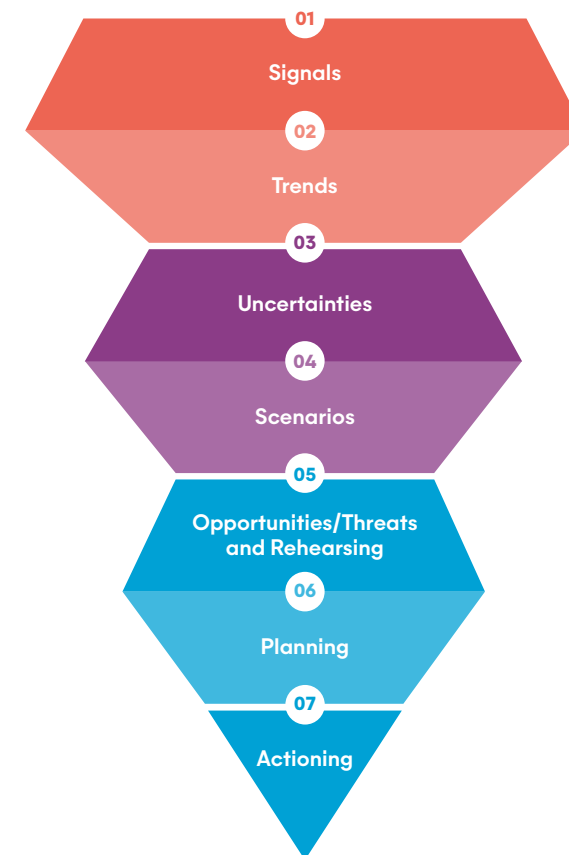 01
Signals
02
Trends
03
Uncertainties
04
Scenarios
05
Opportunities/Threats
and Rehearsing
06
Planning
07
Actioning